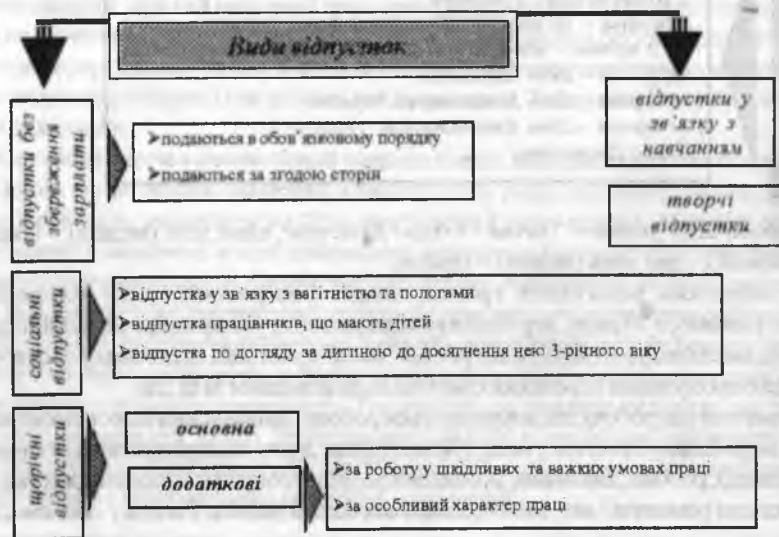 Види відпусток
відпустки без
збереження
зарплати
➤подаються в обов'язковому порядку
➤подаються за згодою сторін
відпустки у
зв'язку з
навчанням
творчі
відпустки
соціальні
відпустки
➤відпустка у зв'язку з вагітністю та пологами
➤відпустка працівників, що мають дітей
➤відпустка по догляду за дитиною до досягнення нею 3-річного віку
щорічні
відпустки
основна
додаткові
➤за роботу у шкідливих та важких умовах праці
➤за особливий характер праці